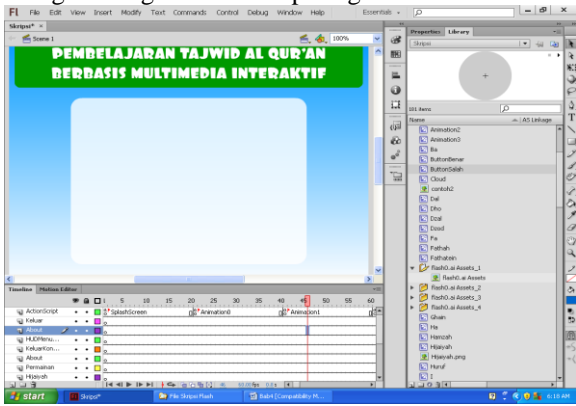 Fl File Edit View Insert Modify Text Commands Control Debug Window Help Essentials
Skripsi* ×
Scene 1 100%
PEMBELAJARAN TAJWID AL QUR'AN
BERBASIS MULTIMEDIA INTERAKTIF
Properties Library
Skripsi
Name AS Linkage
Animation2
Animation3
Ba
ButtonBenar
ButtonSalah
Cloud
contoh2
Dal
Dho
Dzal
Fa
Fathah
Fathatein
flash0.ai Assets_1
flash0.ai Assets
flash0.ai Assets_2
flash0.ai Assets_3
flash0.ai Assets_4
Ghain
Ha
Hamzah
Hijaiyah
Hijaiyah.png
Huruf
Timeline Motion Editor
1 5 10 15 20 25 30 35 40 45 50 55 60
ActionScript SplashScreen Animation0 Animation1
Keluar
About
HUDMenu...
KeluarKon...
About
Permainan
Hijaiyah
start Skripsi* File Skripsi Flash Bab4 [Compatibility M... 6:18 AM